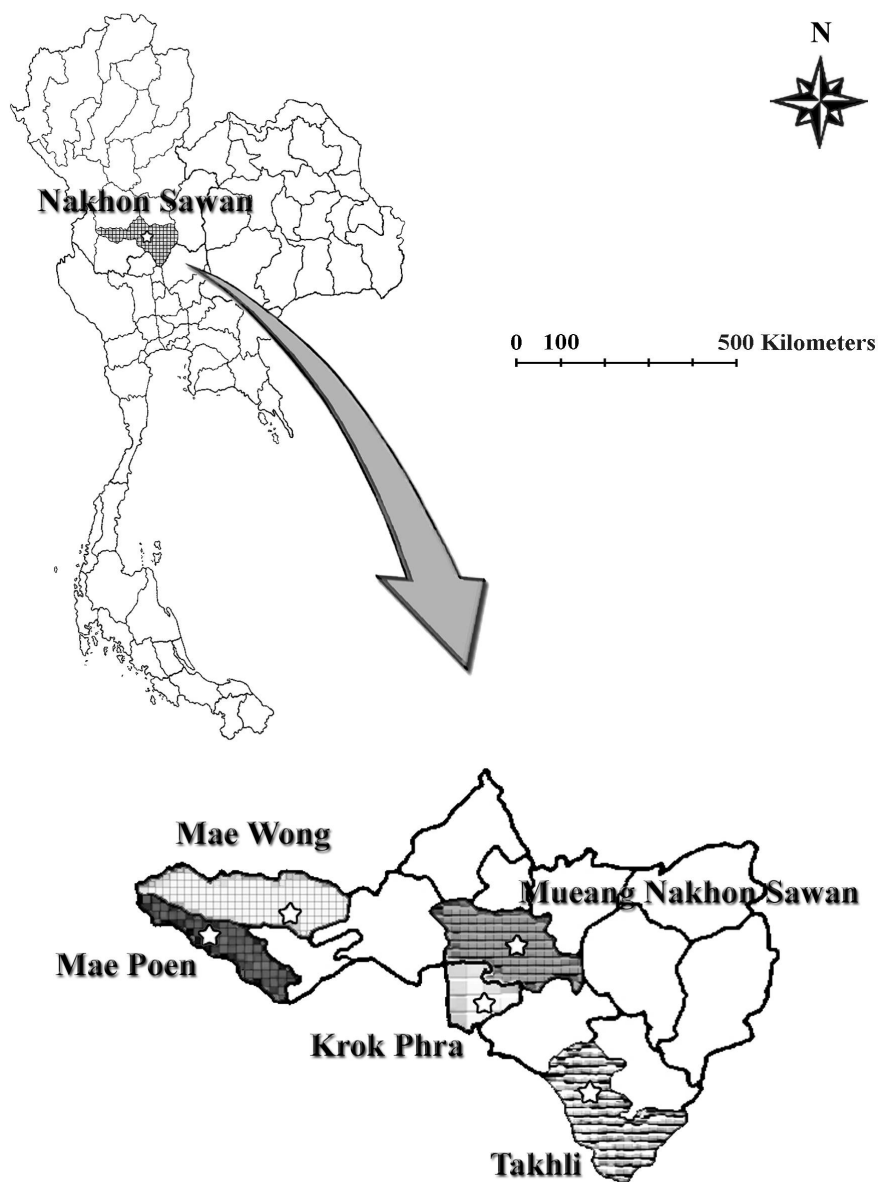 N
Nakhon Sawan
0 100 500 Kilometers
Mae Wong
Mueang Nakhon Sawan
Mae Poen
Krok Phra
Takhli